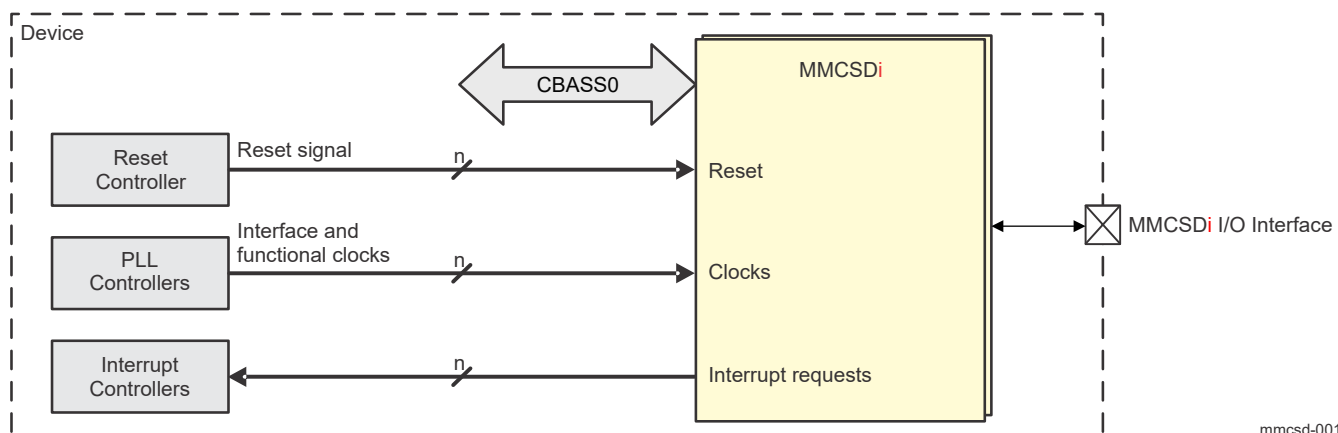 Device
CBASS0
MMCSDi
Reset
Controller
Reset signal
n
Reset
MMCSDi I/O Interface
PLL
Controllers
Interface and
functional clocks
n
Clocks
Interrupt
Controllers
n
Interrupt requests
mmcsd-001